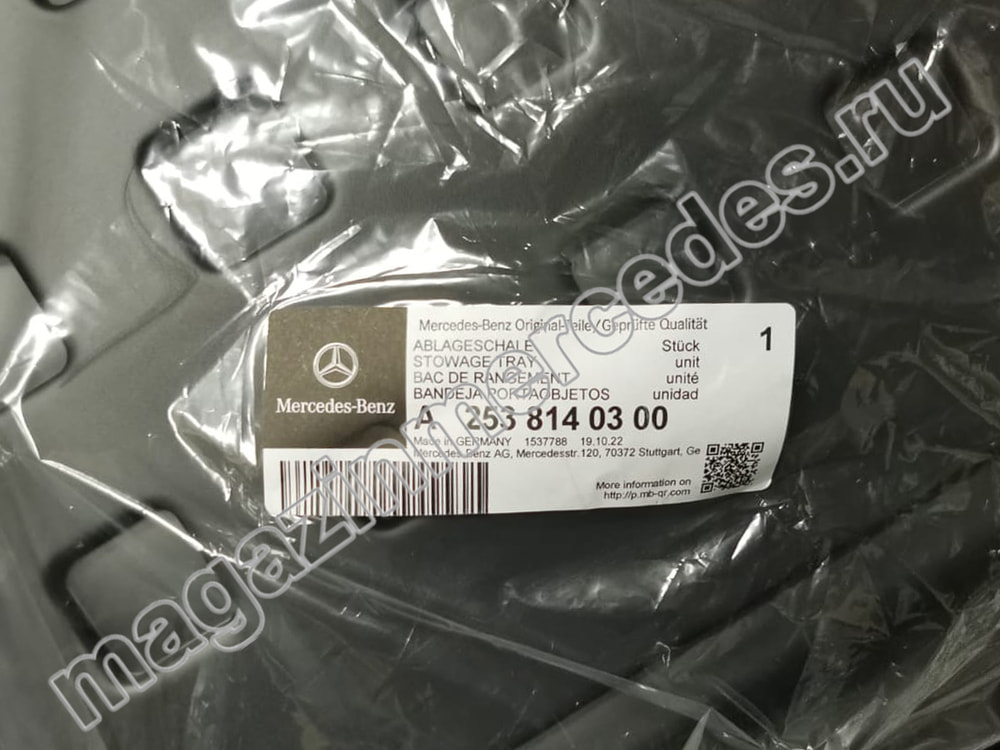 Mercedes-Benz
Mercedes-Benz Original-Teile/Geprüfte Qualität
ABLAGESCHALE Stück 1
STOWAGE TRAY unit
BAC DE RANGEMENT unité
BANDEJA PORTAOBJETOS unidad
A 253 814 03 00
Made in GERMANY 1537788 19.10.22
Mercedes-Benz AG, Mercedesstr.120, 70372 Stuttgart, Ge
More information on
http://p.mb-qr.com
magazinmercedes.ru